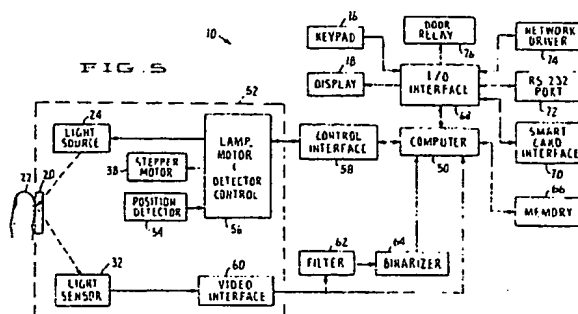 10
FIG. 5
16
KEYPAD
DOOR
RELAY
76
NETWORK
DRIVER
74
18
DISPLAY
I/O
INTERFACE
68
RS 232
PORT
72
52
24
LIGHT
SOURCE
LAMP,
MOTOR
&
DETECTOR
CONTROL
56
CONTROL
INTERFACE
58
COMPUTER
50
SMART
CARD
INTERFACE
70
22
20
38
STEPPER
MOTOR
POSITION
DETECTOR
54
MEMORY
66
32
LIGHT
SENSOR
60
VIDEO
INTERFACE
62
FILTER
64
BINARIZER